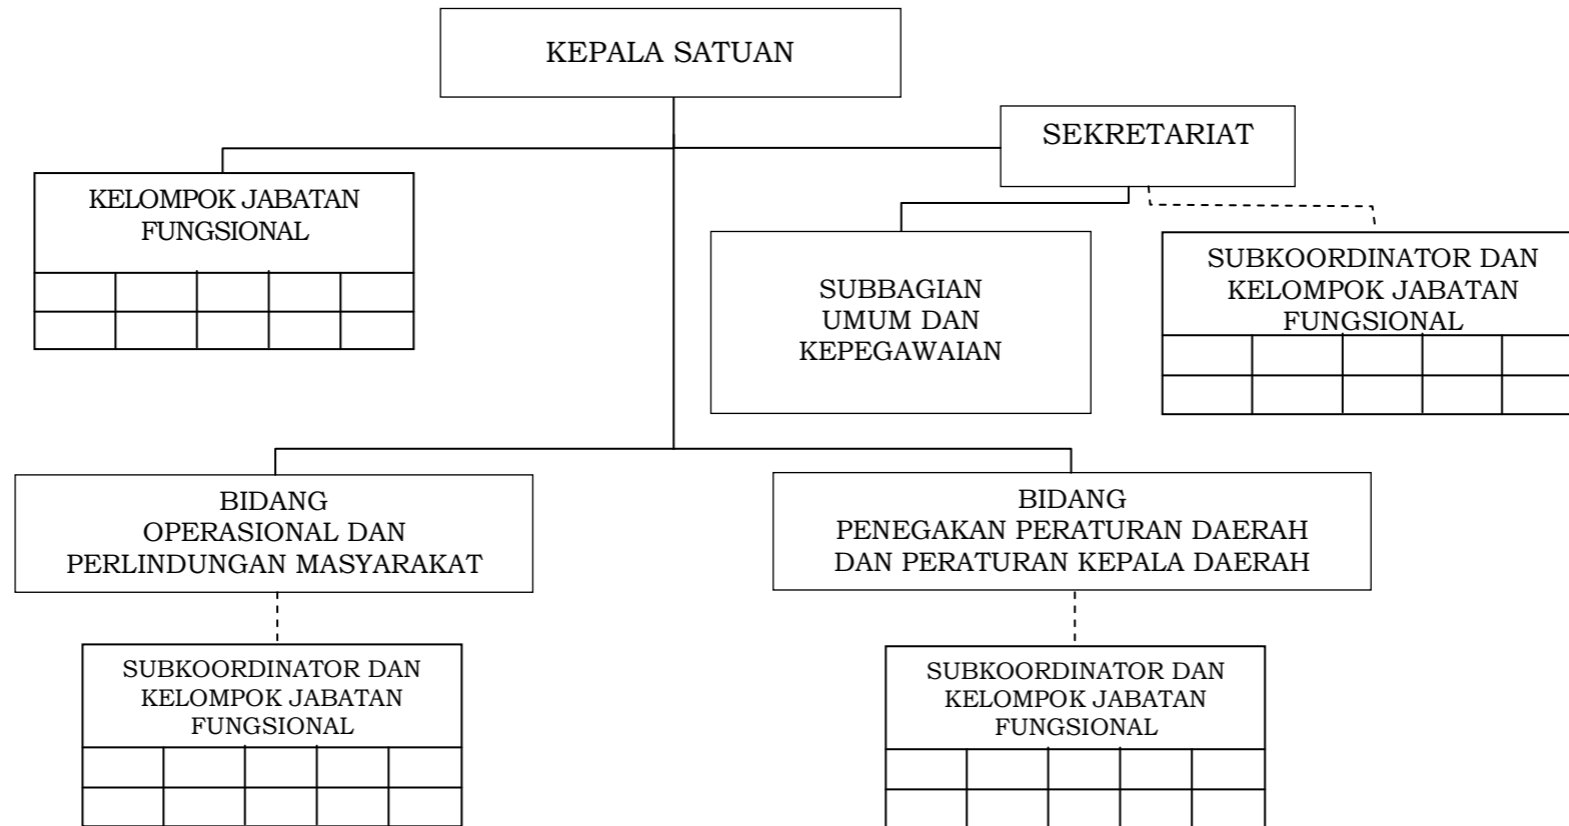 KEPALA SATUAN
SEKRETARIAT
KELOMPOK JABATAN
FUNGSIONAL
SUBBAGIAN
UMUM DAN
KEPEGAWAIAN
SUBKOORDINATOR DAN
KELOMPOK JABATAN
FUNGSIONAL
BIDANG
OPERASIONAL DAN
PERLINDUNGAN MASYARAKAT
BIDANG
PENEGAKAN PERATURAN DAERAH
DAN PERATURAN KEPALA DAERAH
SUBKOORDINATOR DAN
KELOMPOK JABATAN
FUNGSIONAL
SUBKOORDINATOR DAN
KELOMPOK JABATAN
FUNGSIONAL